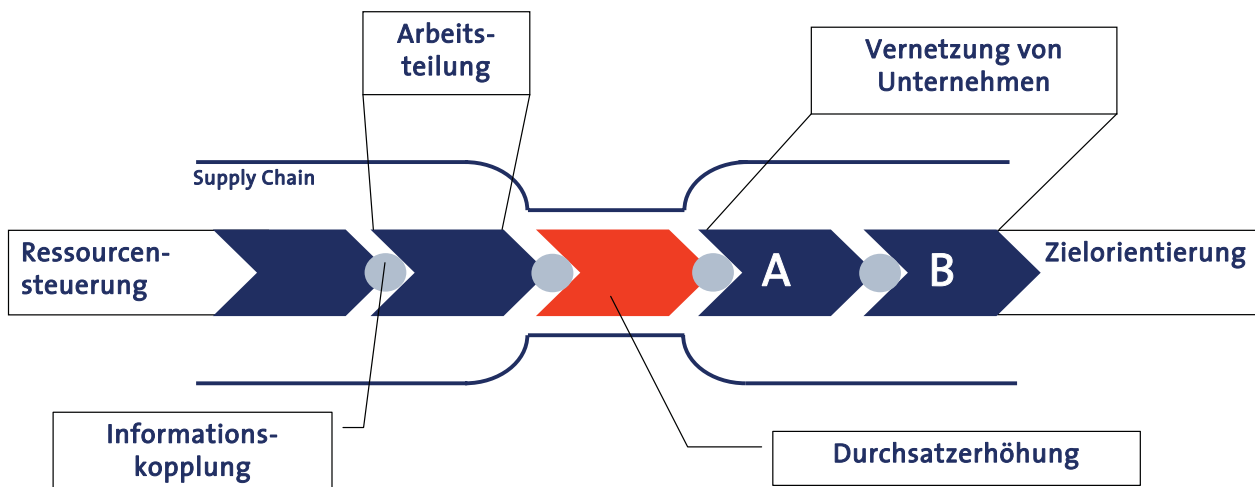 Arbeits-
teilung
Vernetzung von
Unternehmen
Supply Chain
Ressourcen-
steuerung
A
B
Zielorientierung
Informations-
kopplung
Durchsatzerhöhung